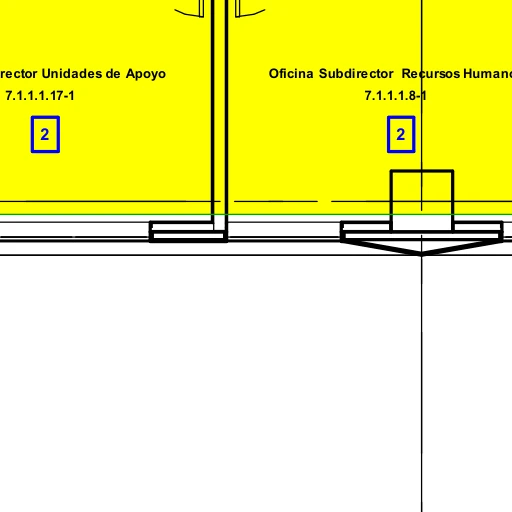 rector Unidades de Apoyo
7.1.1.1.17-1
2
Oficina Subdirector Recursos Humano
7.1.1.1.8-1
2